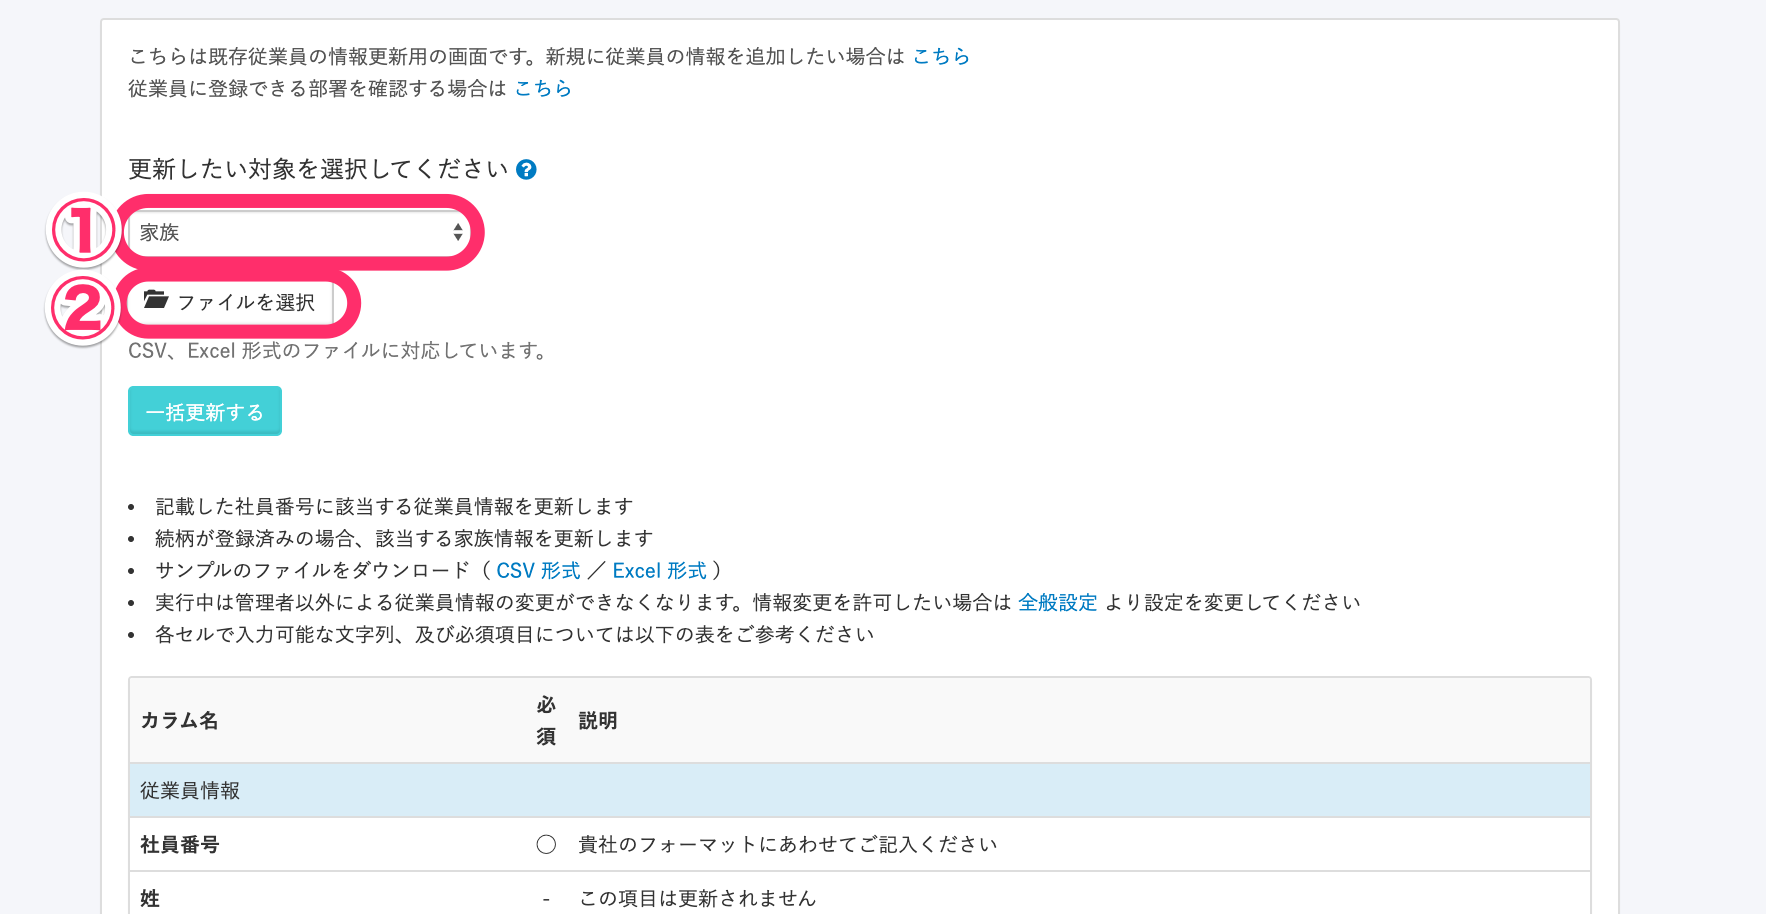 こちらは既存従業員の情報更新用の画面です。新規に従業員の情報を追加したい場合は こちら
従業員に登録できる部署を確認する場合は こちら
更新したい対象を選択してください ?
① 家族
② ファイルを選択
CSV、Excel 形式のファイルに対応しています。
一括更新する
• 記載した社員番号に該当する従業員情報を更新します
• 続柄が登録済みの場合、該当する家族情報を更新します
• サンプルのファイルをダウンロード（ CSV 形式 ／ Excel 形式 ）
• 実行中は管理者以外による従業員情報の変更ができなくなります。情報変更を許可したい場合は 全般設定 より設定を変更してください
• 各セルで入力可能な文字列、及び必須項目については以下の表をご参考ください
カラム名 必須 説明
従業員情報
社員番号 ○ 貴社のフォーマットにあわせてご記入ください
姓 - この項目は更新されません